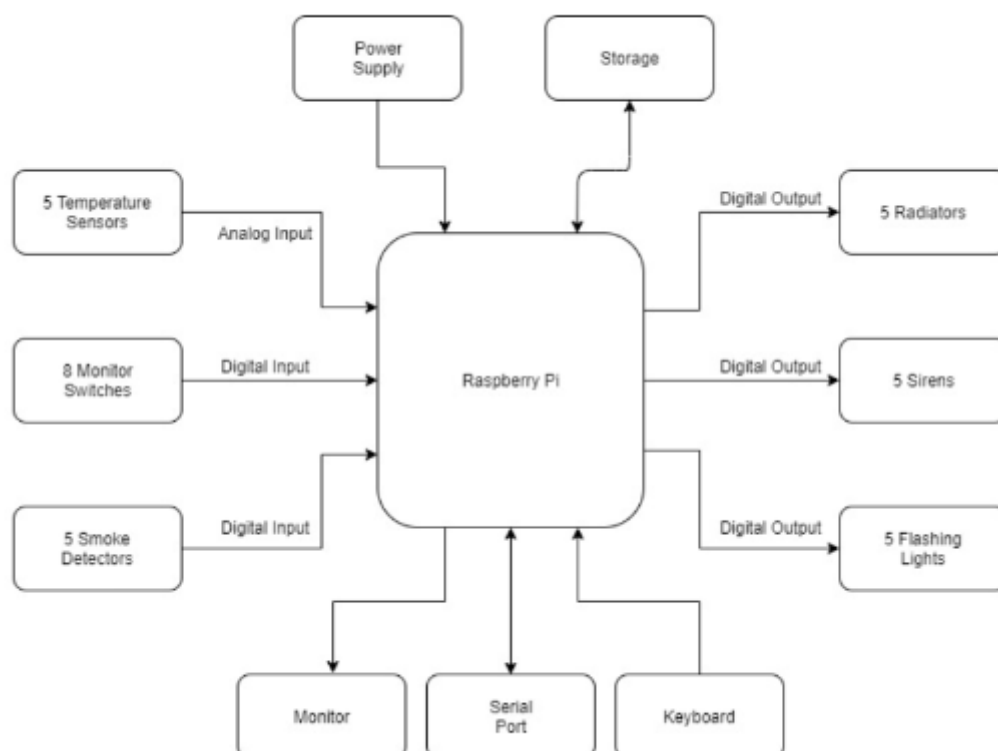 Power
Supply
Storage
5 Temperature
Sensors
Analog Input
Digital Output
5 Radiators
8 Monitor
Switches
Digital Input
Raspberry Pi
Digital Output
5 Sirens
5 Smoke
Detectors
Digital Input
Digital Output
5 Flashing
Lights
Monitor
Serial
Port
Keyboard